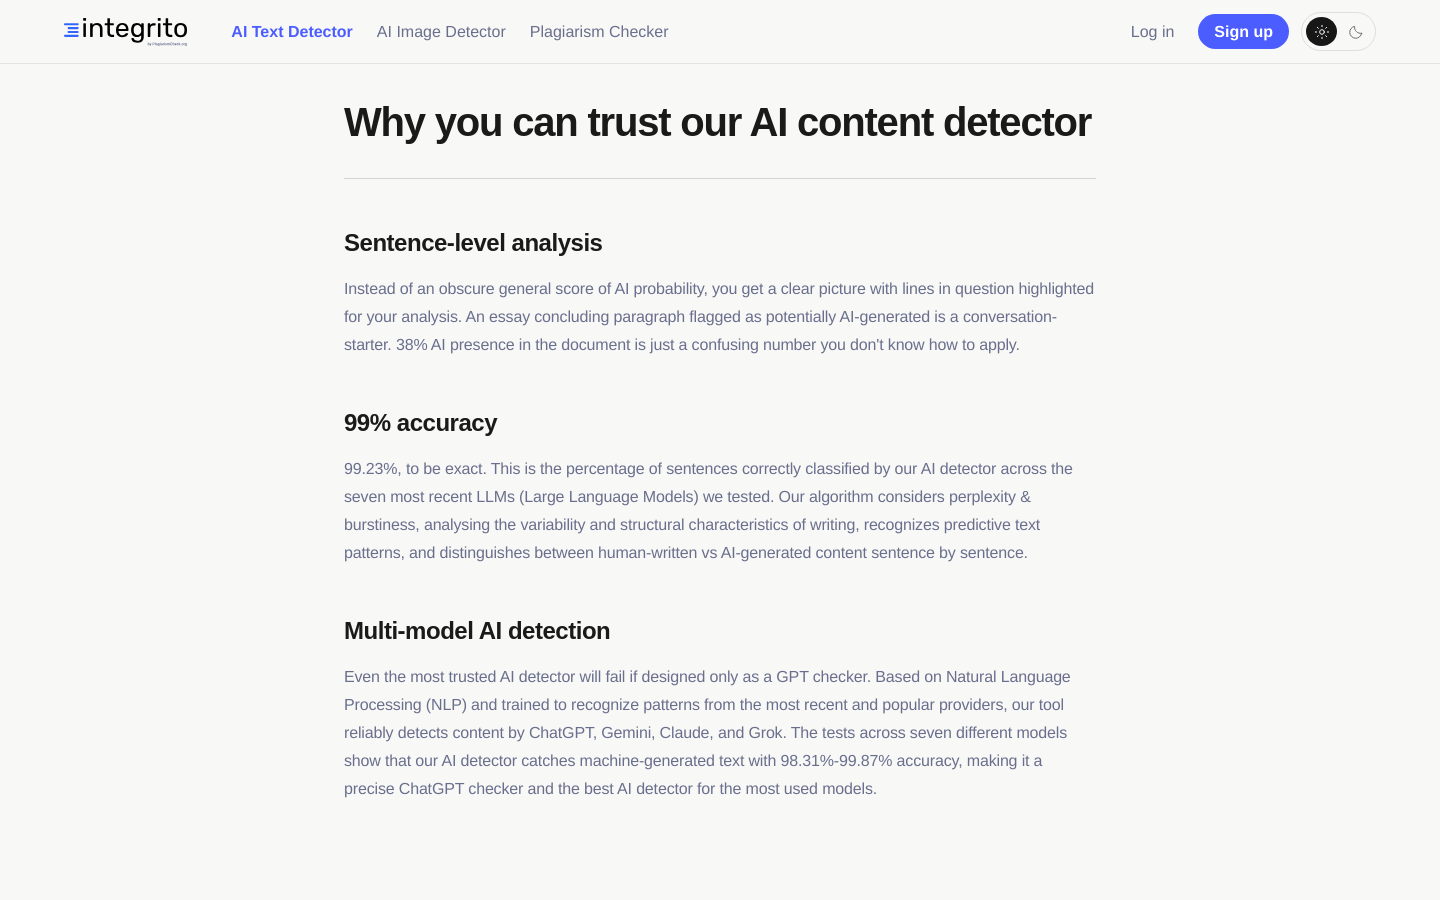 integrito
by PlagiarismCheck.org
AI Text Detector
AI Image Detector
Plagiarism Checker
Log in
Sign up
Why you can trust our AI content detector
Sentence-level analysis
Instead of an obscure general score of AI probability, you get a clear picture with lines in question highlighted
for your analysis. An essay concluding paragraph flagged as potentially AI-generated is a conversation-
starter. 38% AI presence in the document is just a confusing number you don't know how to apply.
99% accuracy
99.23%, to be exact. This is the percentage of sentences correctly classified by our AI detector across the
seven most recent LLMs (Large Language Models) we tested. Our algorithm considers perplexity &
burstiness, analysing the variability and structural characteristics of writing, recognizes predictive text
patterns, and distinguishes between human-written vs AI-generated content sentence by sentence.
Multi-model AI detection
Even the most trusted AI detector will fail if designed only as a GPT checker. Based on Natural Language
Processing (NLP) and trained to recognize patterns from the most recent and popular providers, our tool
reliably detects content by ChatGPT, Gemini, Claude, and Grok. The tests across seven different models
show that our AI detector catches machine-generated text with 98.31%-99.87% accuracy, making it a
precise ChatGPT checker and the best AI detector for the most used models.